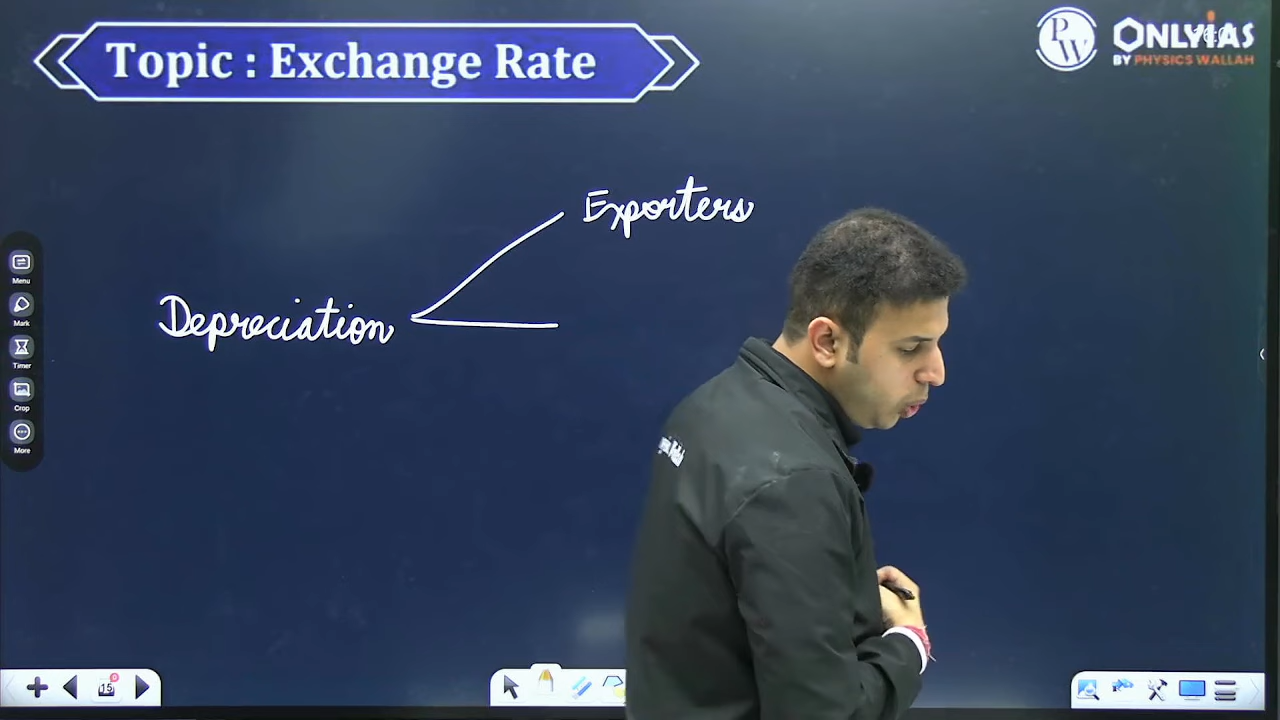 Topic : Exchange Rate
PW
ONLYIAS
BY PHYSICS WALLAH
Exporters
Depreciation
Menu
Mark
Timer
Crop
More
15